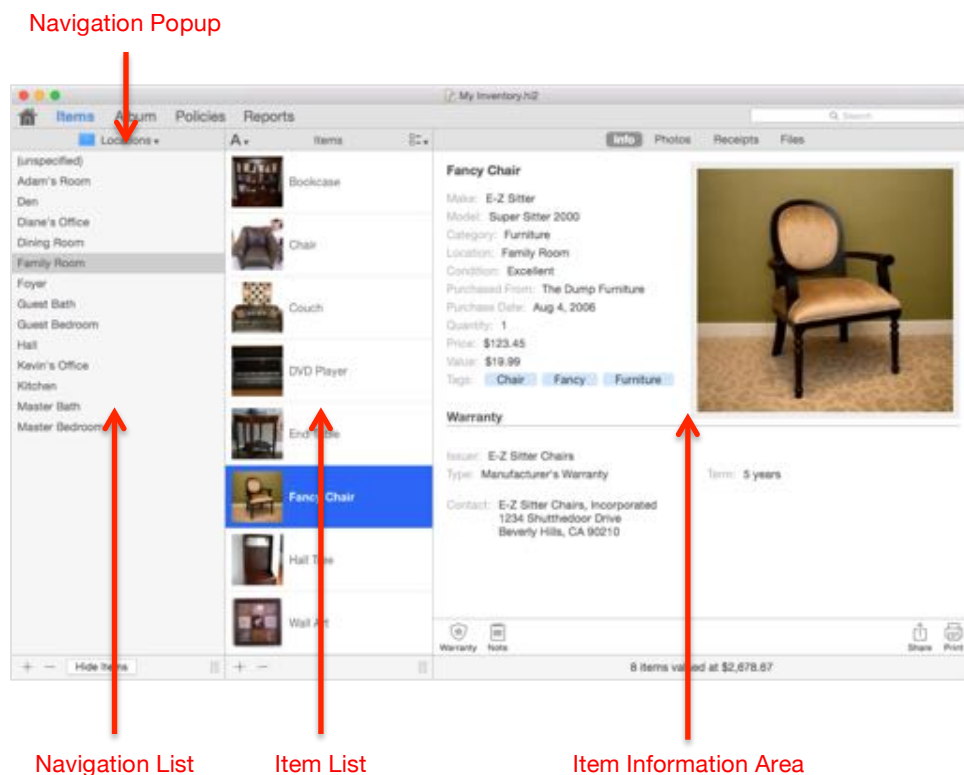 Navigation Popup
My Inventory.hi2
Items Album Policies Reports
Search
Locations
A
Items
Info Photos Receipts Files
(unspecified)
Adam's Room
Den
Diane's Office
Dining Room
Family Room
Foyer
Guest Bath
Guest Bedroom
Hall
Kevin's Office
Kitchen
Master Bath
Master Bedroom
Bookcase
Chair
Couch
DVD Player
End Table
Fancy Chair
Hall Tree
Wall Art
Fancy Chair
Make: E-Z Sitter
Model: Super Sitter 2000
Category: Furniture
Location: Family Room
Condition: Excellent
Purchased From: The Dump Furniture
Purchase Date: Aug 4, 2006
Quantity: 1
Price: $123.45
Value: $19.99
Tags: Chair Fancy Furniture
Warranty
Issuer: E-Z Sitter Chairs
Type: Manufacturer's Warranty Term: 5 years
Contact: E-Z Sitter Chairs, Incorporated
1234 Shutthedoor Drive
Beverly Hills, CA 90210
Warranty Note Share Print
+ − Hide Items
+ −
8 items valued at $2,678.67
Navigation List Item List Item Information Area